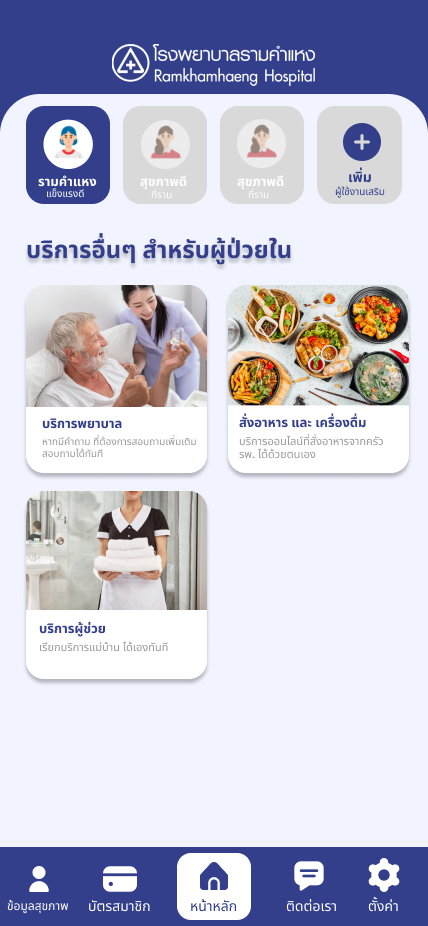 โรงพยาบาลรามคำแหง
Ramkhamhaeng Hospital
รามคำแหง
แข็งแรงดี
สุขภาพดี
ที่ราม
สุขภาพดี
ที่ราม
เพิ่ม
ผู้ใช้งานเสริม
บริการอื่นๆ สำหรับผู้ป่วยใน
บริการพยาบาล
หากมีคำถาม ที่ต้องการสอบถามเพิ่มเติม
สอบถามได้ทันที
สั่งอาหาร และ เครื่องดื่ม
บริการออนไลน์ที่สั่งอาหารจากครัว
รพ. ได้ด้วยตนเอง
บริการผู้ช่วย
เรียกบริการแม่บ้าน ได้เองทันที
ข้อมูลสุขภาพ
บัตรสมาชิก
หน้าหลัก
ติดต่อเรา
ตั้งค่า